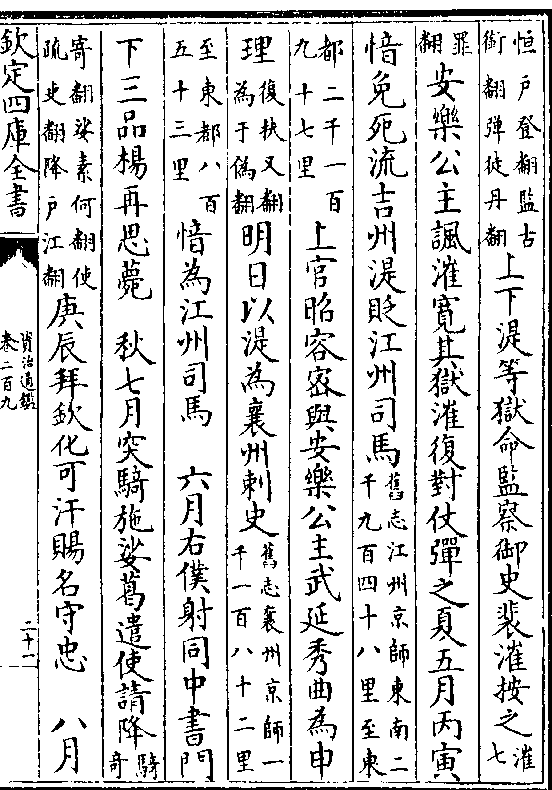 恒戶登翻監古銜翻彈徒丹翻上下湜等獄命監察御史裴漼按之漼七
罪翻安樂公主諷漼寛其獄漼復對仗彈之夏五月丙寅
愔免死流吉州湜貶江州司馬舊志江州京師東南二千九百四十八里至東
都二千一百九十七里上官昭容宻與安樂公主武延秀曲為申
理復扶又翻為于偽翻明日以湜為襄州刺史舊志襄州京師一千一百八十二里
至東都八百五十三里愔為江州司馬 六月右僕射同中書門
下三品楊再思薨 秋七月突騎施娑葛遣使請降騎奇
寄翻娑素何翻使疏吏翻降戶江翻庚辰拜欽化可汗賜名守忠 八月
欽定四庫全書
資治通鑑
卷二百九
二十一